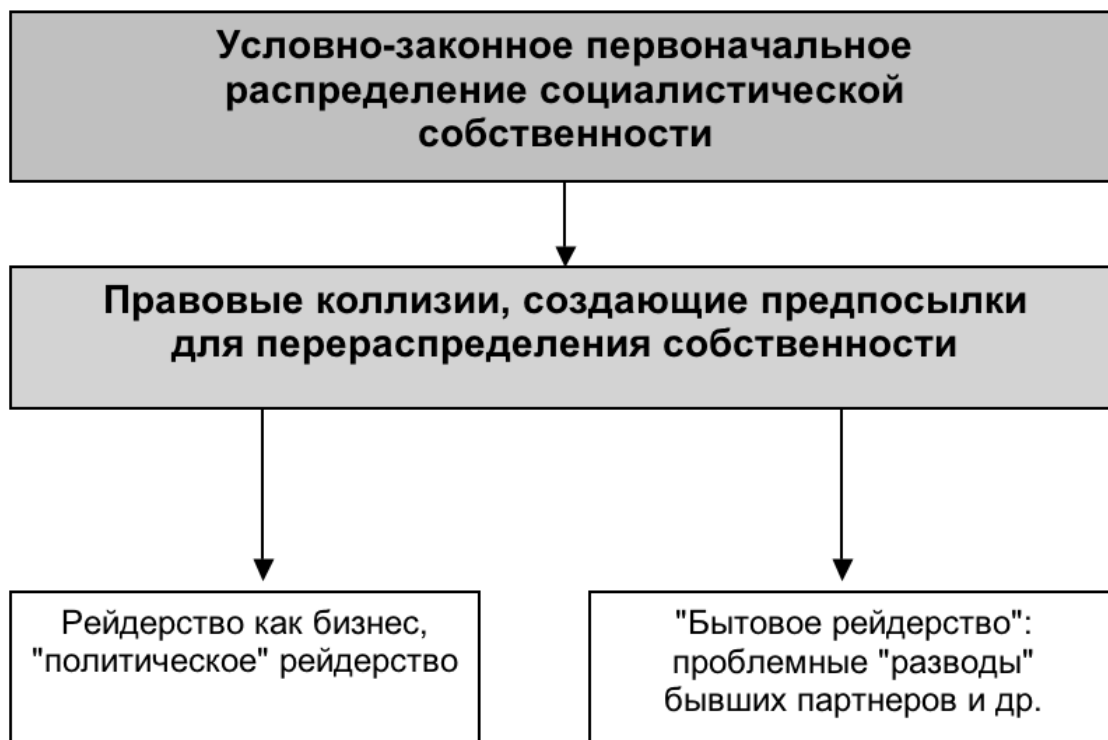 Условно-законное первоначальное
распределение социалистической
собственности
Правовые коллизии, создающие предпосылки
для перераспределения собственности
Рейдерство как бизнес,
"политическое" рейдерство
"Бытовое рейдерство":
проблемные "разводы"
бывших партнеров и др.